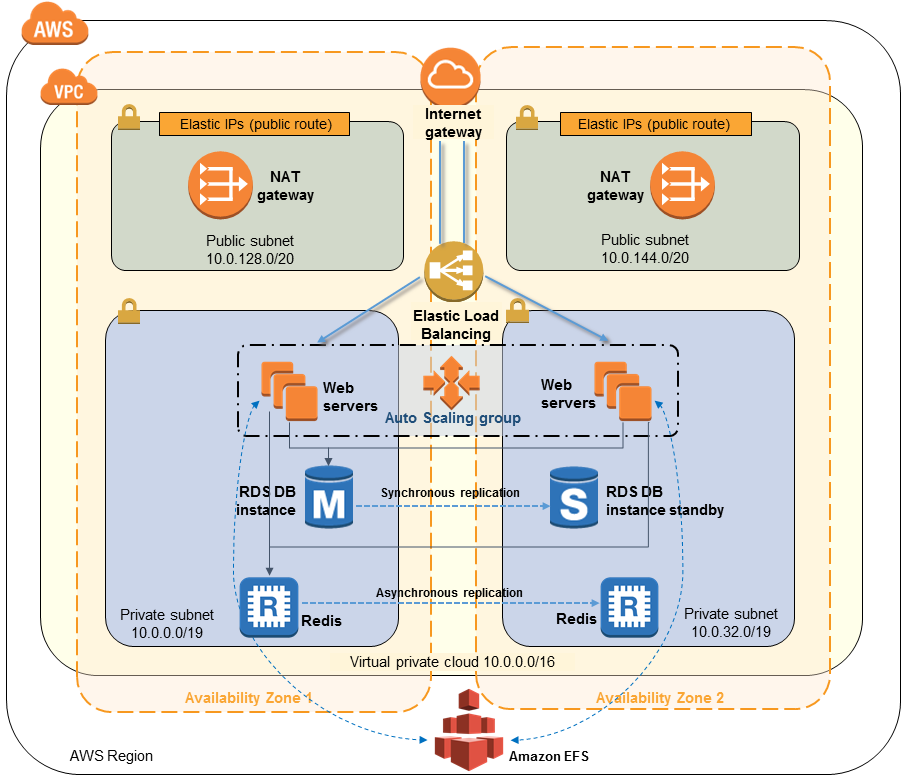 AWS
VPC
Internet
gateway
Elastic IPs (public route)
NAT
gateway
Public subnet
10.0.128.0/20
Elastic IPs (public route)
NAT
gateway
Public subnet
10.0.144.0/20
Elastic Load
Balancing
Web
servers
Web
servers
Auto Scaling group
RDS DB
instance
M
Synchronous replication
S
RDS DB
instance standby
Asynchronous replication
R
Redis
Redis
R
Private subnet
10.0.0.0/19
Private subnet
10.0.32.0/19
Virtual private cloud 10.0.0.0/16
Availability Zone 1
Availability Zone 2
AWS Region
Amazon EFS